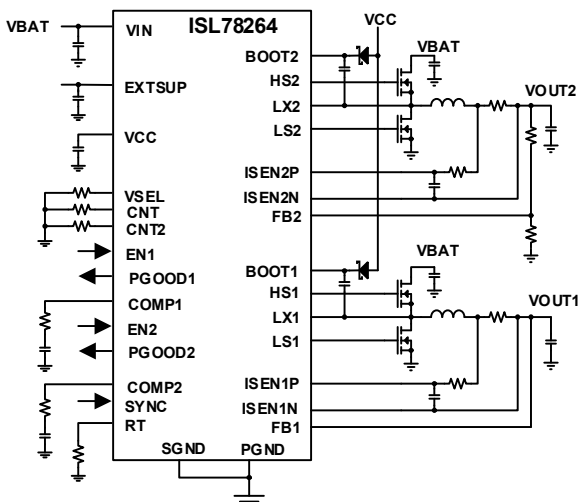 ISL78264
VCC
VBAT
VIN
EXTSUP
VCC
VSEL
CNT
CNT2
EN1
PGOOD1
COMP1
EN2
PGOOD2
COMP2
SYNC
RT
SGND PGND
BOOT2
HS2
LX2
LS2
ISEN2P
ISEN2N
FB2
BOOT1
HS1
LX1
LS1
ISEN1P
ISEN1N
FB1
VBAT
VOUT2
VBAT
VOUT1